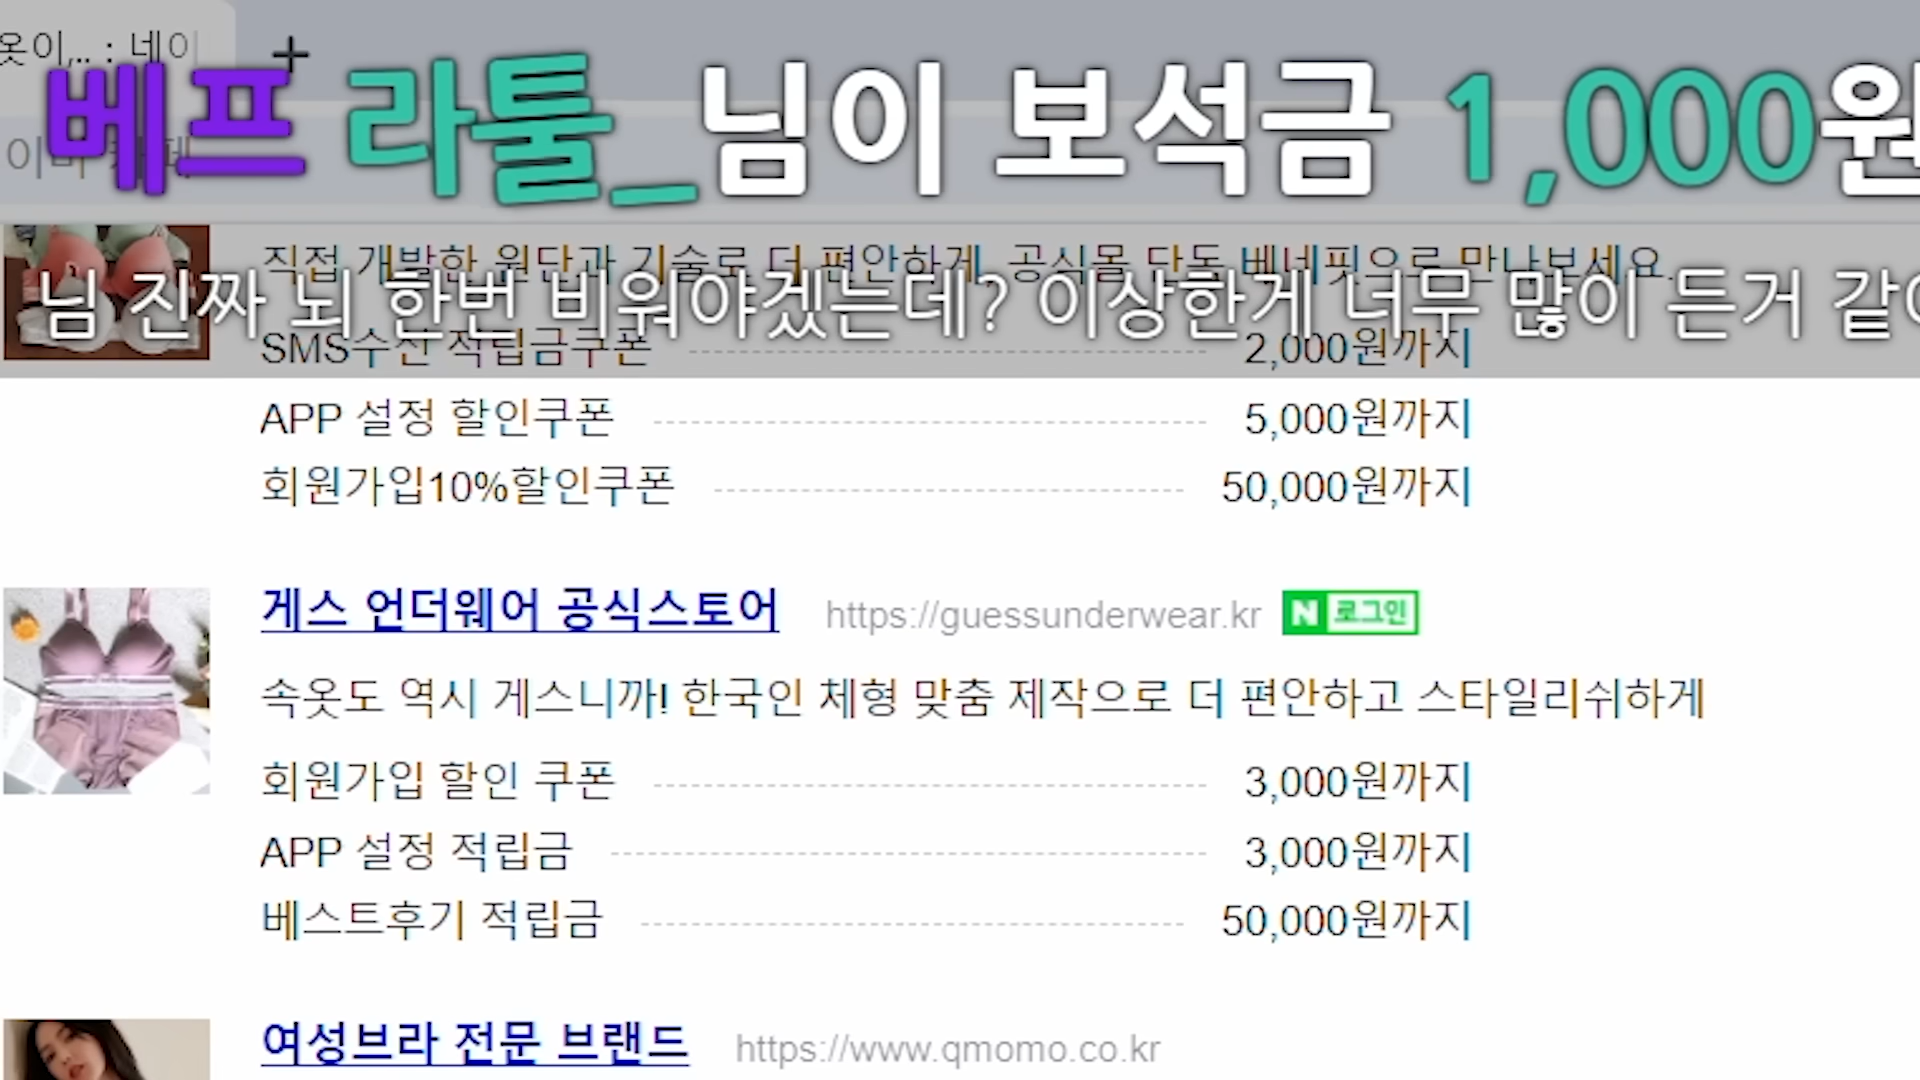 옷이,.. : 네이
+
베프 라툴_님이 보석금 1,000원
직접 개발한 원단과 기술로 더 편안하게, 공식몰 단독 베네핏으로 만나보세요.
님 진짜 뇌 한번 비워야겠는데? 이상한게 너무 많이 든거 같
SMS수신 적립금쿠폰 2,000원까지
APP 설정 할인쿠폰 5,000원까지
회원가입10%할인쿠폰 50,000원까지
게스 언더웨어 공식스토어 https://guessunderwear.kr N 로그인
속옷도 역시 게스니까! 한국인 체형 맞춤 제작으로 더 편안하고 스타일리쉬하게
회원가입 할인 쿠폰 3,000원까지
APP 설정 적립금 3,000원까지
베스트후기 적립금 50,000원까지
여성브라 전문 브랜드 https://www.qmomo.co.kr